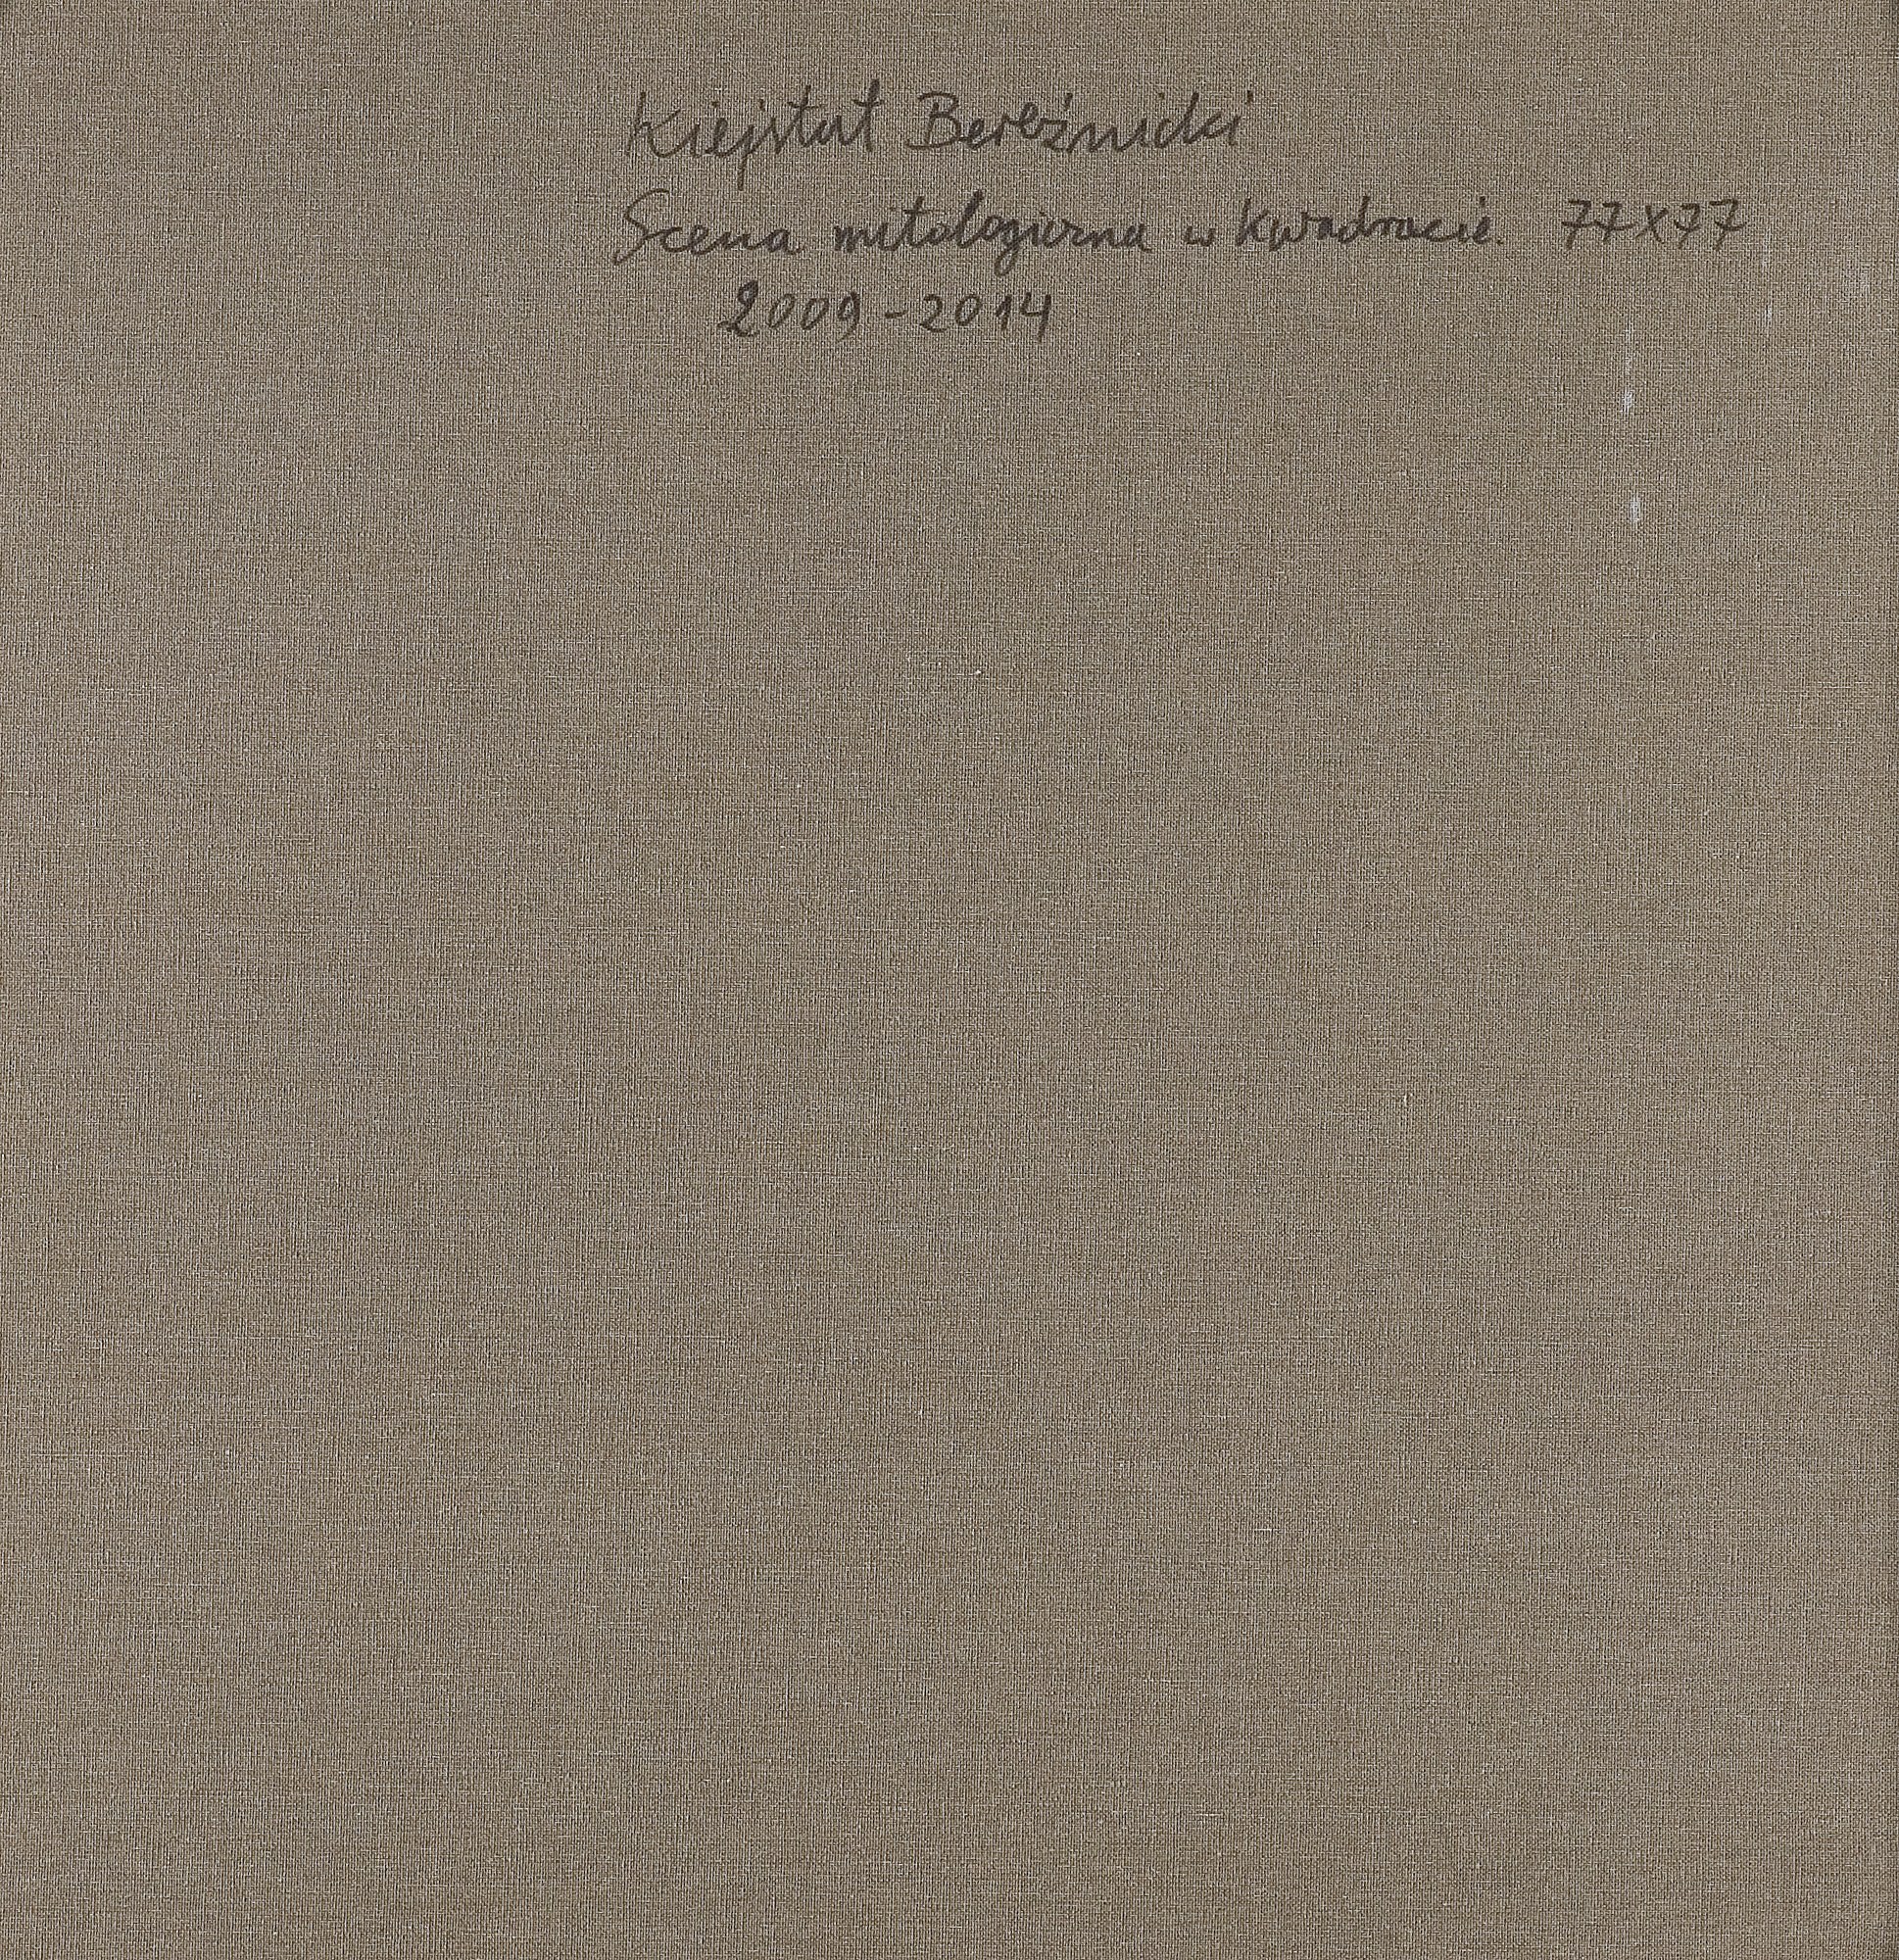 Kiejstut Bereźnicki
Scena mitologiczna w kwadracie. 77x77
2009-2014